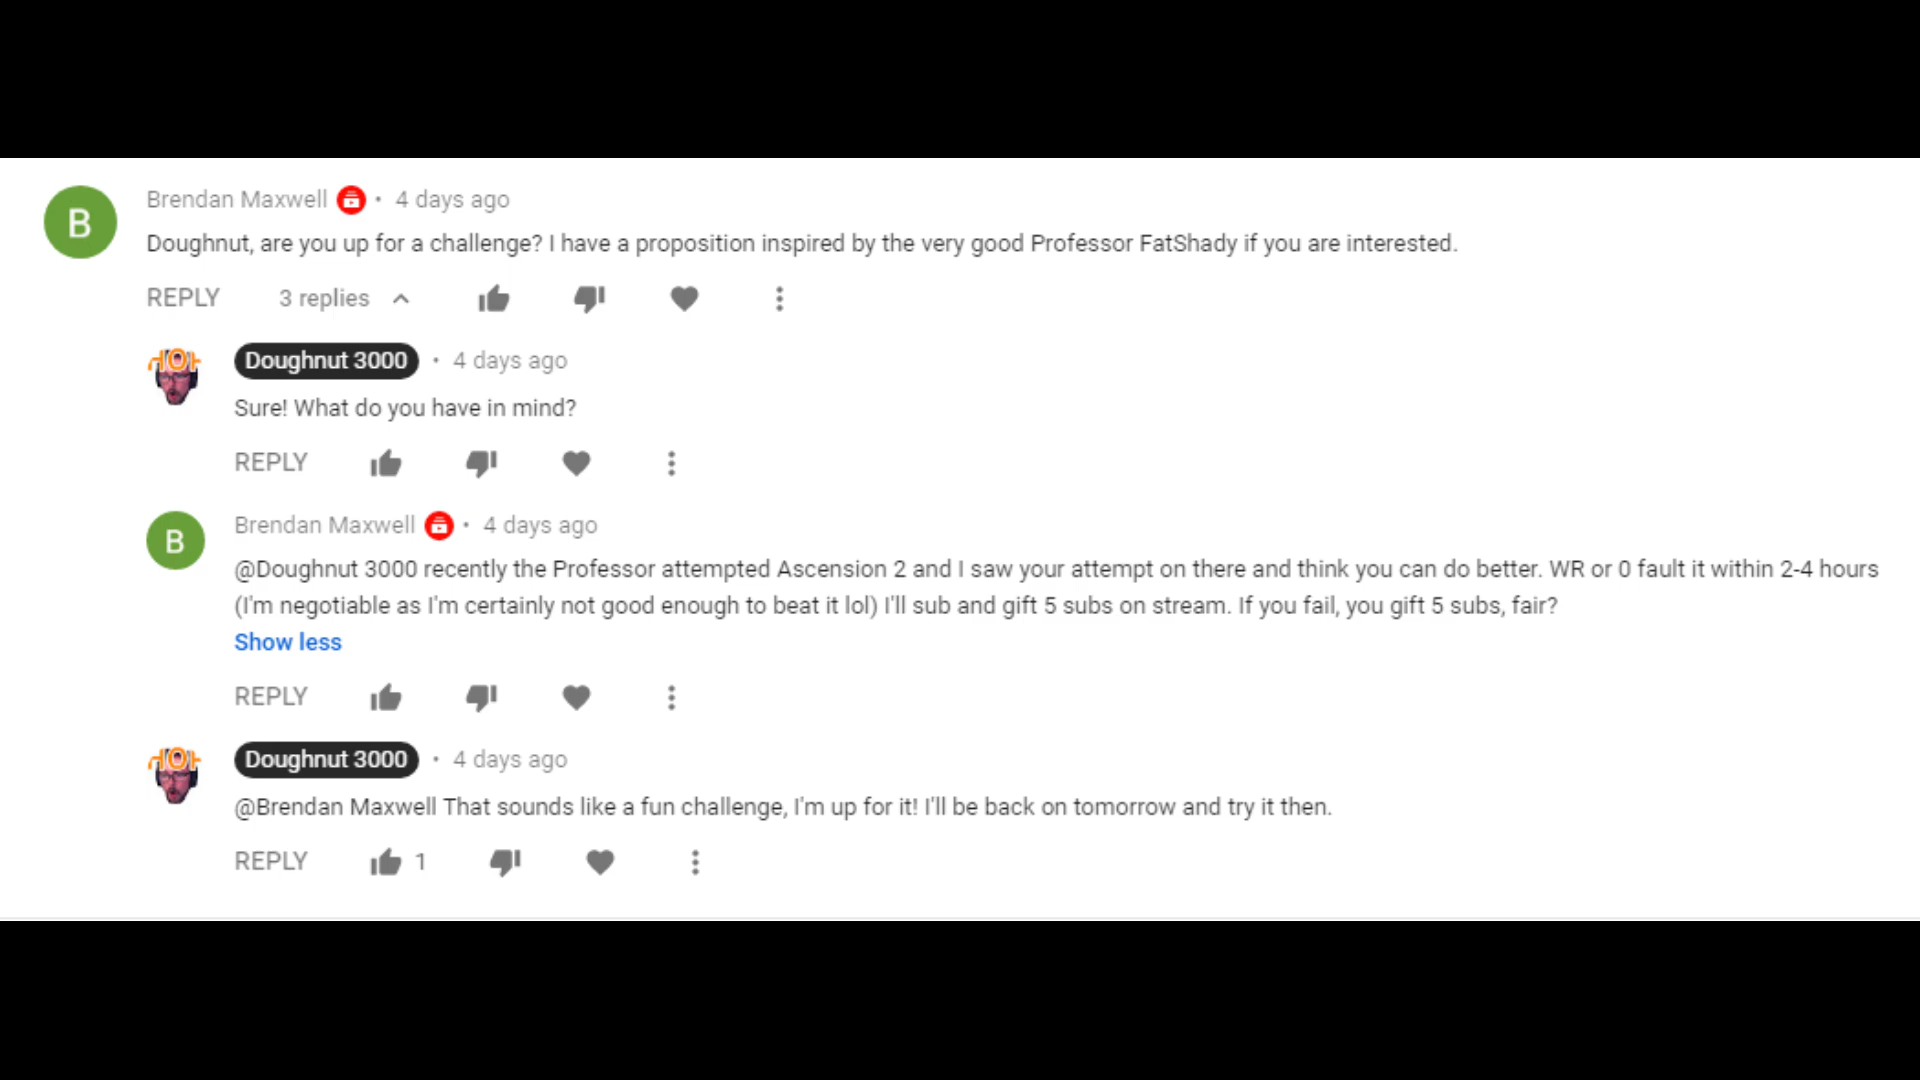 B
Brendan Maxwell • 4 days ago
Doughnut, are you up for a challenge? I have a proposition inspired by the very good Professor FatShady if you are interested.
REPLY 3 replies
Doughnut 3000 • 4 days ago
Sure! What do you have in mind?
REPLY
B
Brendan Maxwell • 4 days ago
@Doughnut 3000 recently the Professor attempted Ascension 2 and I saw your attempt on there and think you can do better. WR or 0 fault it within 2-4 hours
(I'm negotiable as I'm certainly not good enough to beat it lol) I'll sub and gift 5 subs on stream. If you fail, you gift 5 subs, fair?
Show less
REPLY
Doughnut 3000 • 4 days ago
@Brendan Maxwell That sounds like a fun challenge, I'm up for it! I'll be back on tomorrow and try it then.
REPLY 1